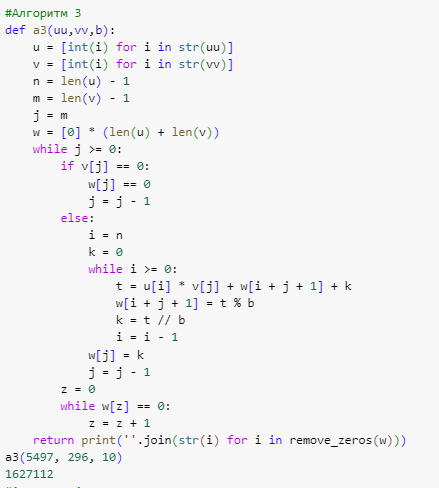 #Алгоритм 3
def a3(uu,vv,b):
    u = [int(i) for i in str(uu)]
    v = [int(i) for i in str(vv)]
    n = len(u) - 1
    m = len(v) - 1
    j = m
    w = [0] * (len(u) + len(v))
    while j >= 0:
        if v[j] == 0:
            w[j] == 0
            j = j - 1
        else:
            i = n
            k = 0
            while i >= 0:
                t = u[i] * v[j] + w[i + j + 1] + k
                w[i + j + 1] = t % b
                k = t // b
                i = i - 1
            w[j] = k
            j = j - 1
        z = 0
        while w[z] == 0:
            z = z + 1
    return print(''.join(str(i) for i in remove_zeros(w)))
a3(5497, 296, 10)
1627112